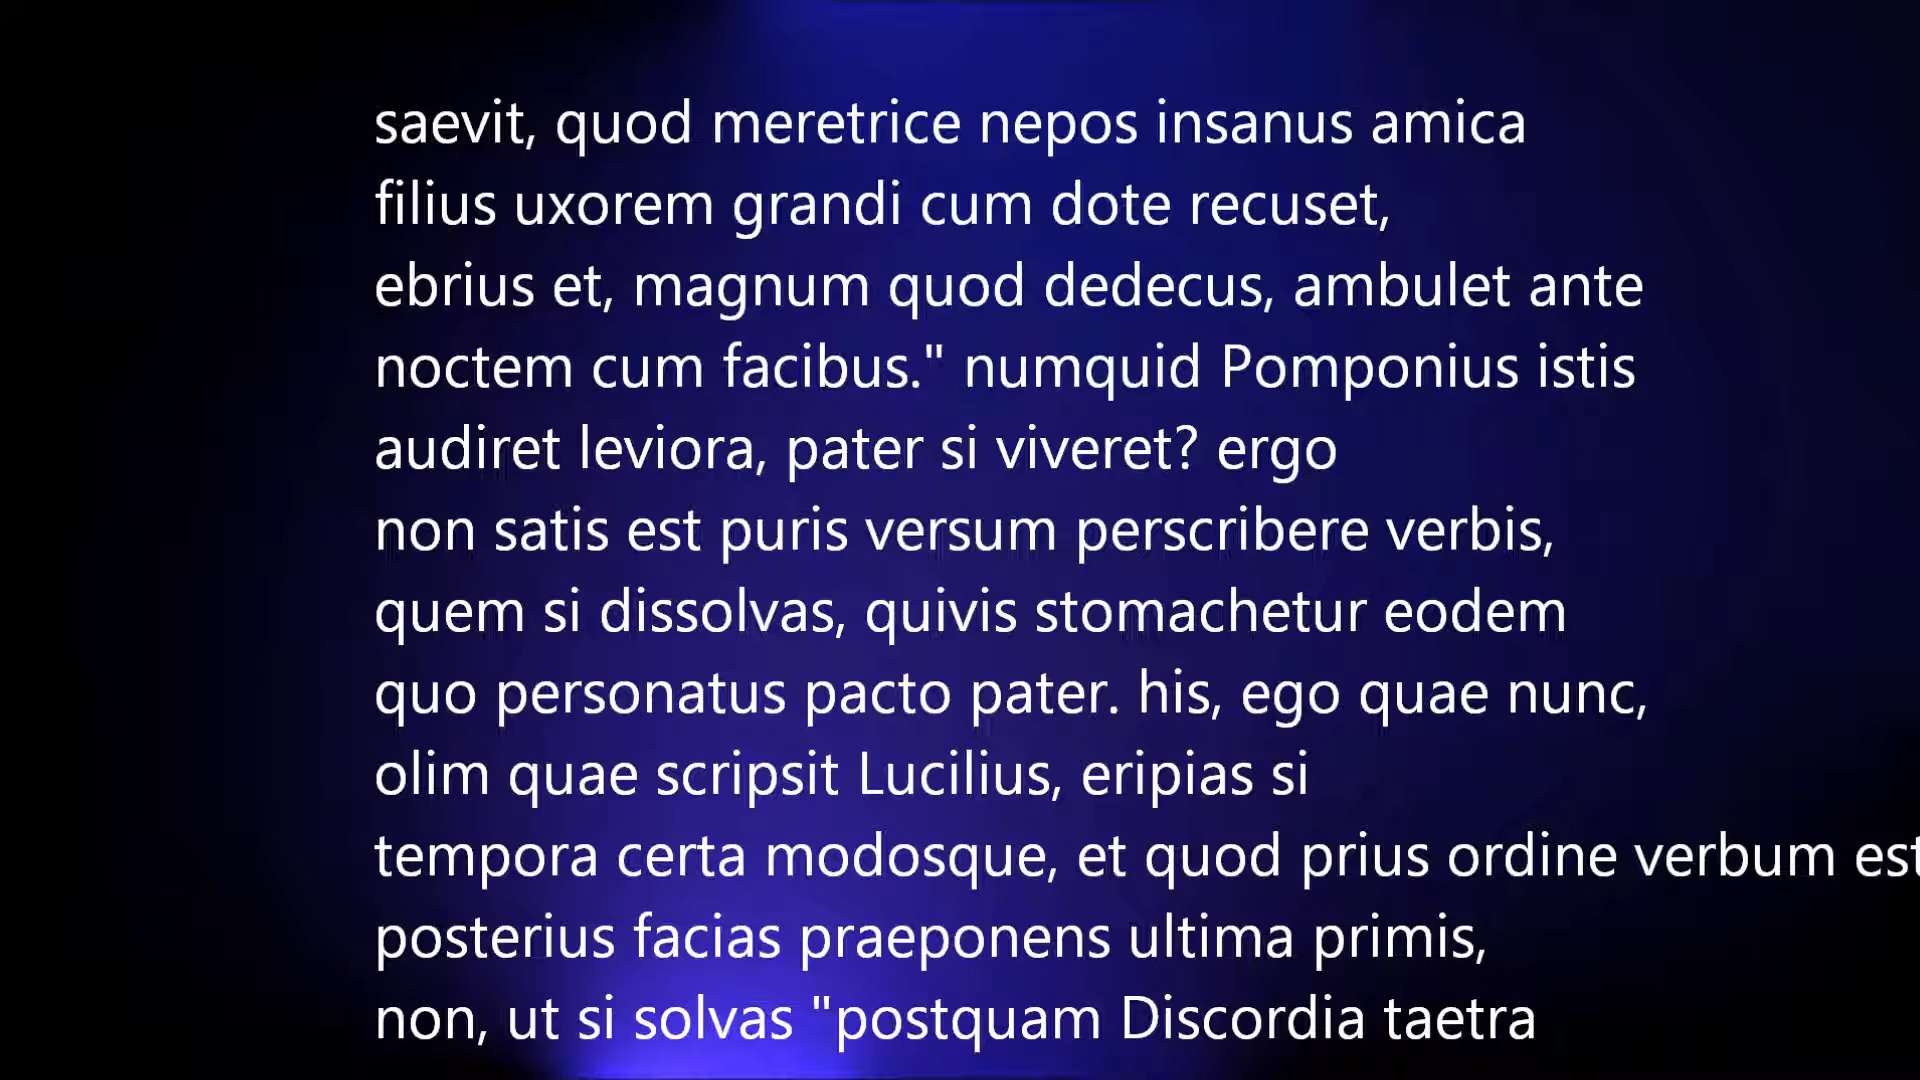 saevit, quod meretrice nepos insanus amica
filius uxorem grandi cum dote recuset,
ebrius et, magnum quod dedecus, ambulet ante
noctem cum facibus." numquid Pomponius istis
audiret leviora, pater si viveret? ergo
non satis est puris versum perscribere verbis,
quem si dissolvas, quivis stomachetur eodem
quo personatus pacto pater. his, ego quae nunc,
olim quae scripsit Lucilius, eripias si
tempora certa modosque, et quod prius ordine verbum est
posterius facias praeponens ultima primis,
non, ut si solvas "postquam Discordia taetra